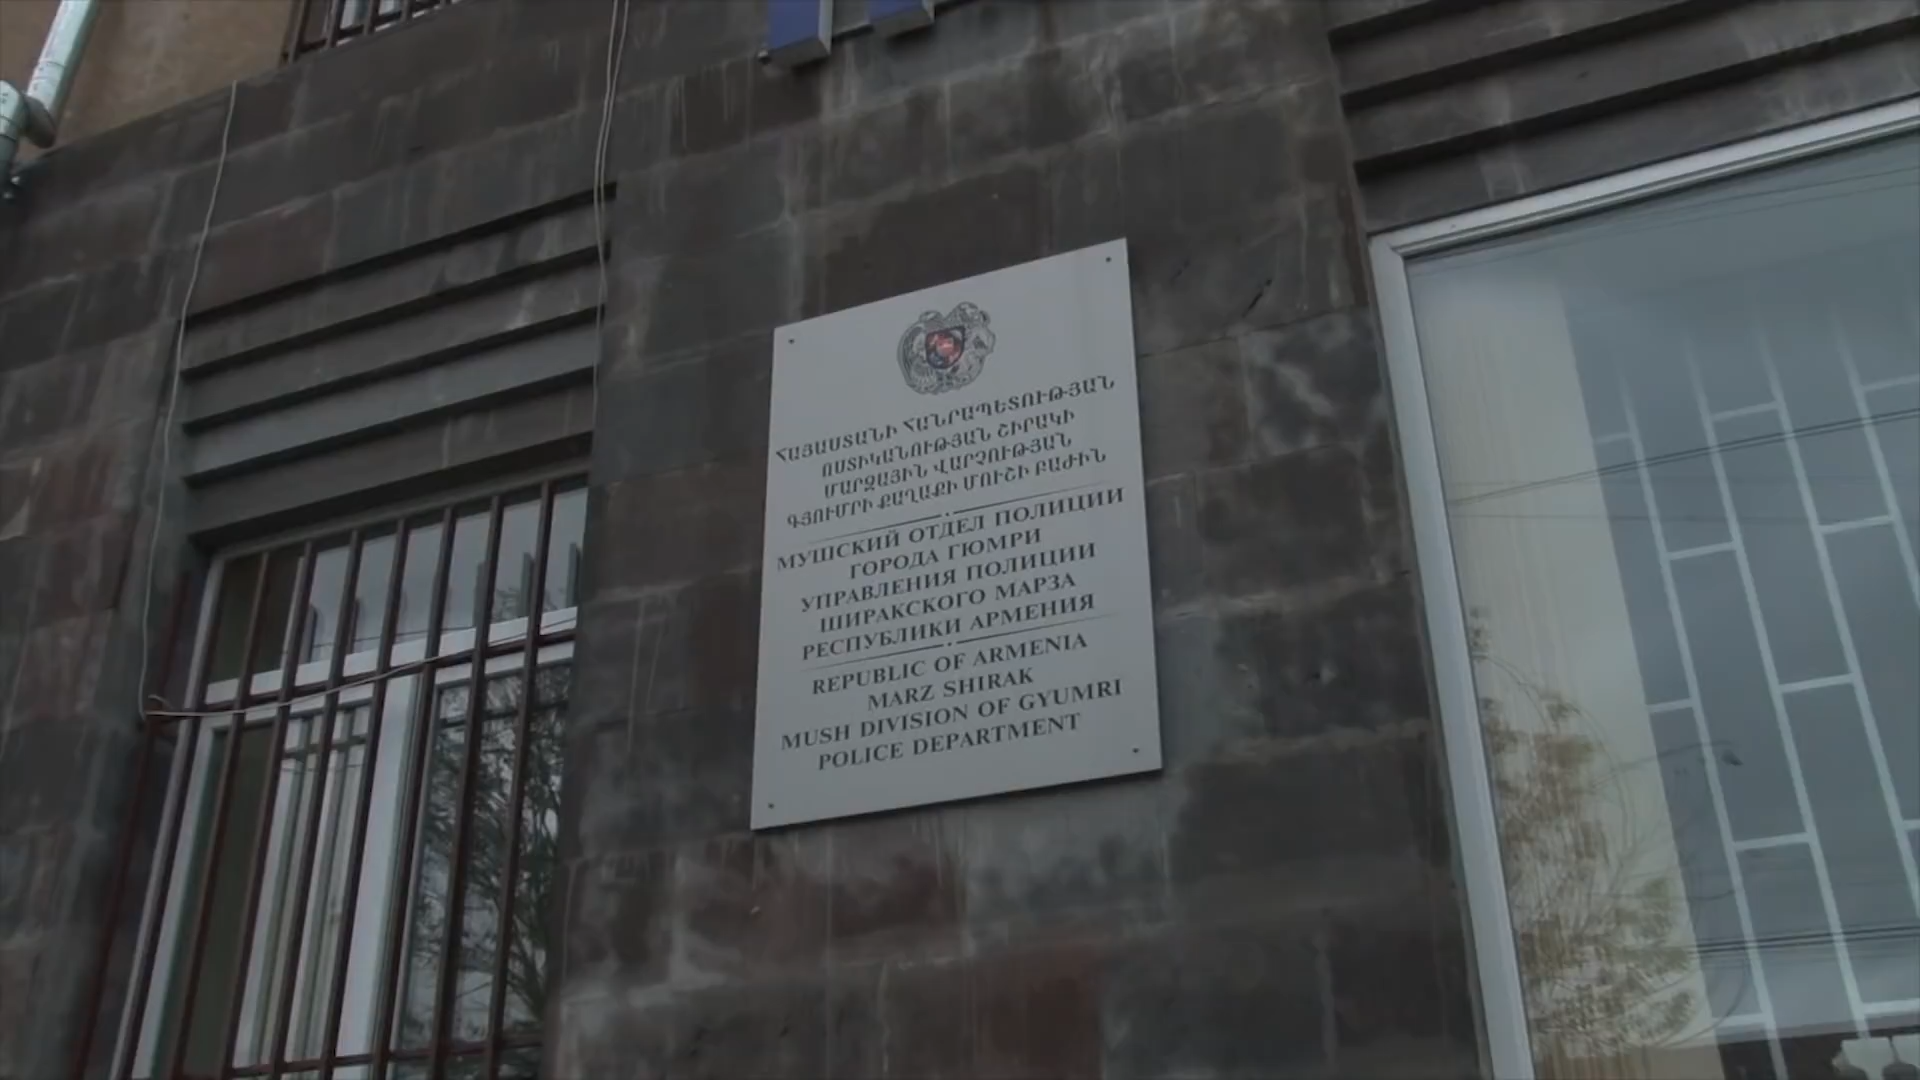 ՀԱՅԱՍՏԱՆԻ ՀԱՆՐԱՊԵՏՈՒԹՅԱՆ
ՈՍՏԻԿԱՆՈՒԹՅԱՆ ՇԻՐԱԿԻ
ՄԱՐԶԱՅԻՆ ՎԱՐՉՈՒԹՅԱՆ
ԳՅՈՒՄՐԻ ՔԱՂԱՔԻ ՄՈՒՇԻ ԲԱԺԻՆ
МУШСКИЙ ОТДЕЛ ПОЛИЦИИ
ГОРОДА ГЮМРИ
УПРАВЛЕНИЯ ПОЛИЦИИ
ШИРАКСКОГО МАРЗА
РЕСПУБЛИКИ АРМЕНИЯ
REPUBLIC OF ARMENIA
MARZ SHIRAK
MUSH DIVISION OF GYUMRI
POLICE DEPARTMENT